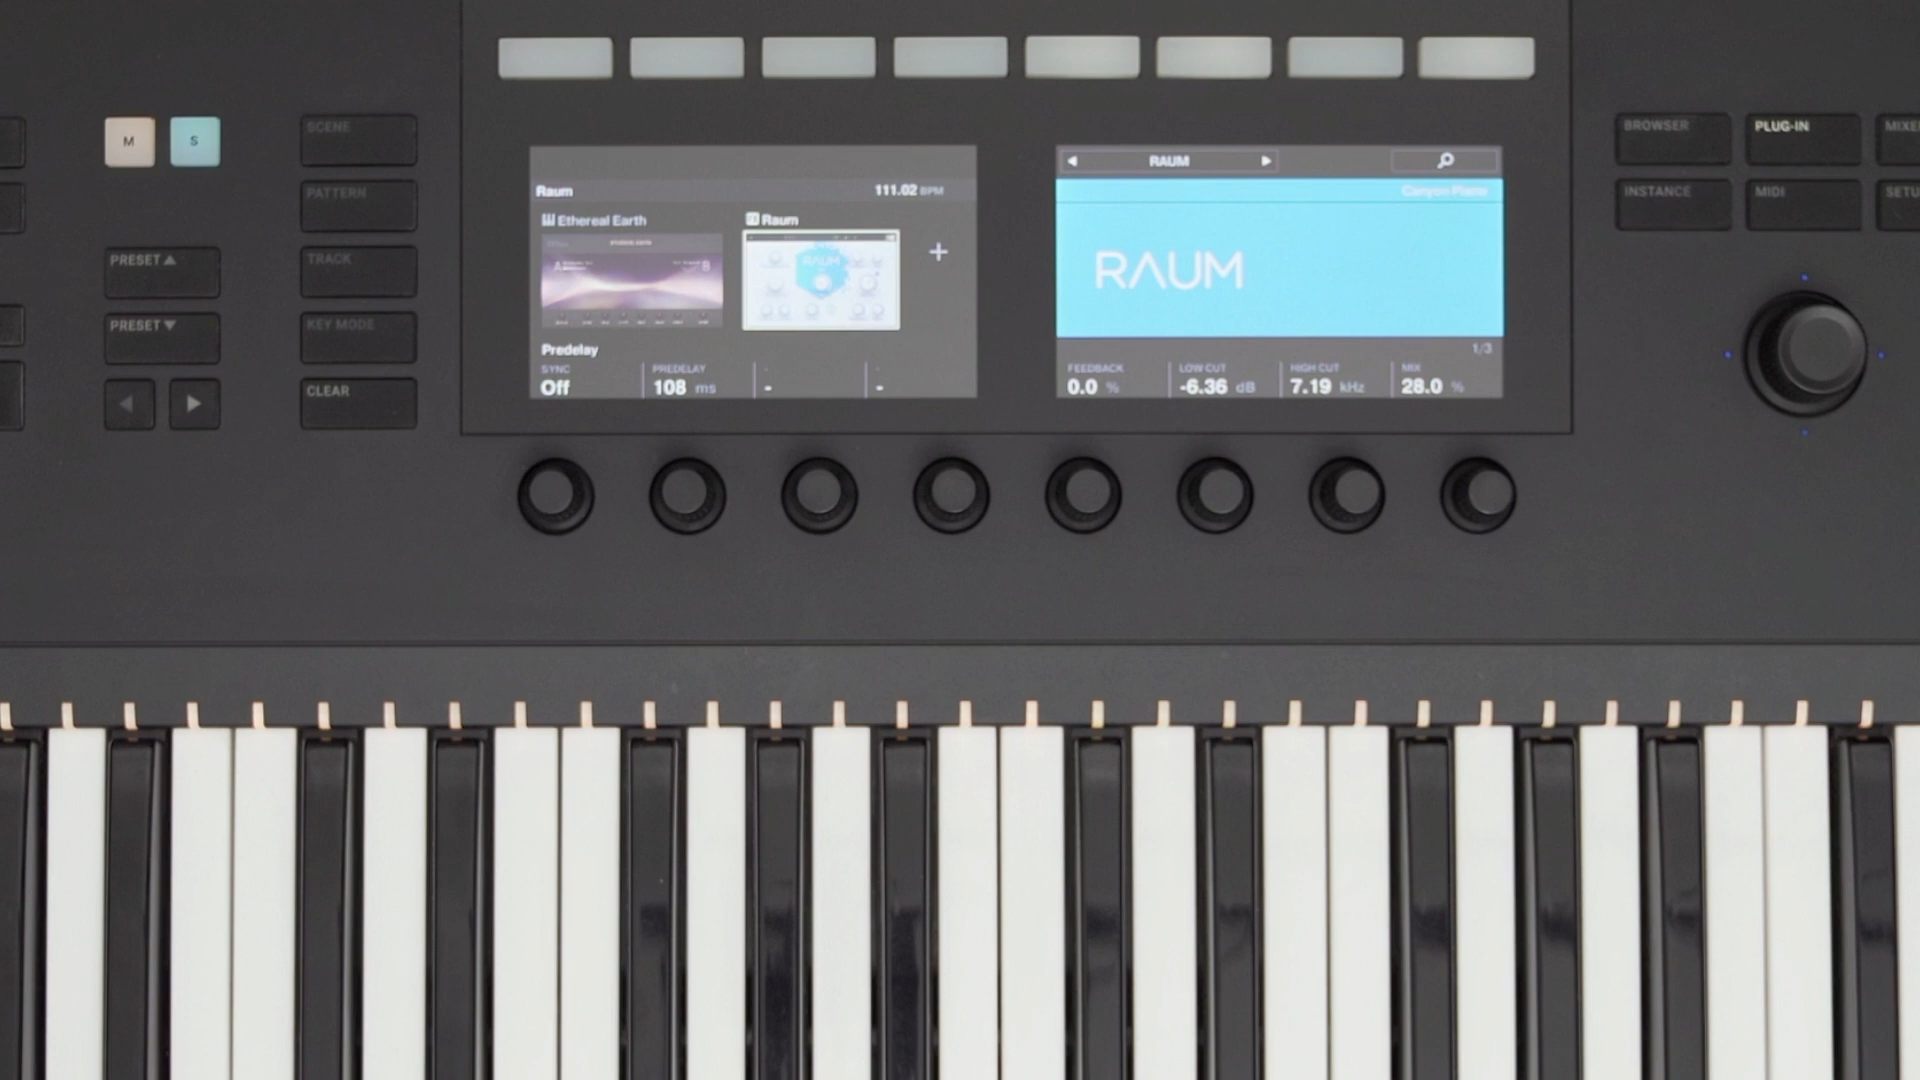 M
S
SCENE
PATTERN
PRESET
TRACK
PRESET
KEY MODE
CLEAR
Raum
111.02 BPM
Ethereal Earth
Raum
RAUM
Predelay
SYNC
PREDELAY
Off
108 ms
-
-
RAUM
Canyon Piano
RAUM
1/3
FEEDBACK
LOW CUT
HIGH CUT
MIX
0.0 %
-6.36 dB
7.19 kHz
28.0 %
BROWSER
PLUG-IN
MIXE
INSTANCE
MIDI
SETU